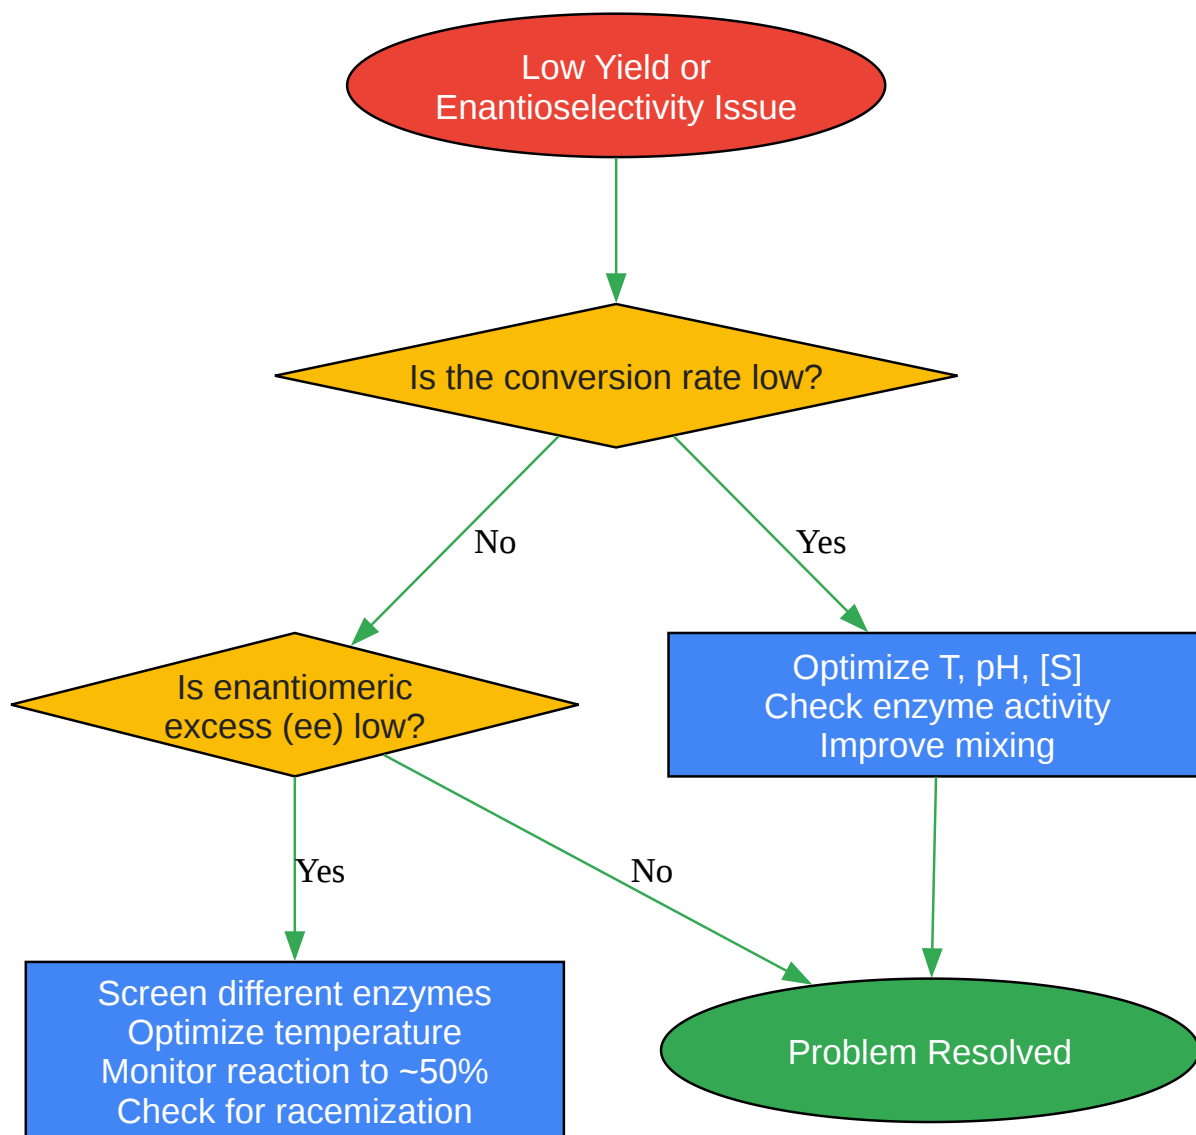 Low Yield or
Enantioselectivity Issue
Is the conversion rate low?
No
Yes
Is enantiomeric
excess (ee) low?
Optimize T, pH, [S]
Check enzyme activity
Improve mixing
Yes
No
Screen different enzymes
Optimize temperature
Monitor reaction to ~50%
Check for racemization
Problem Resolved